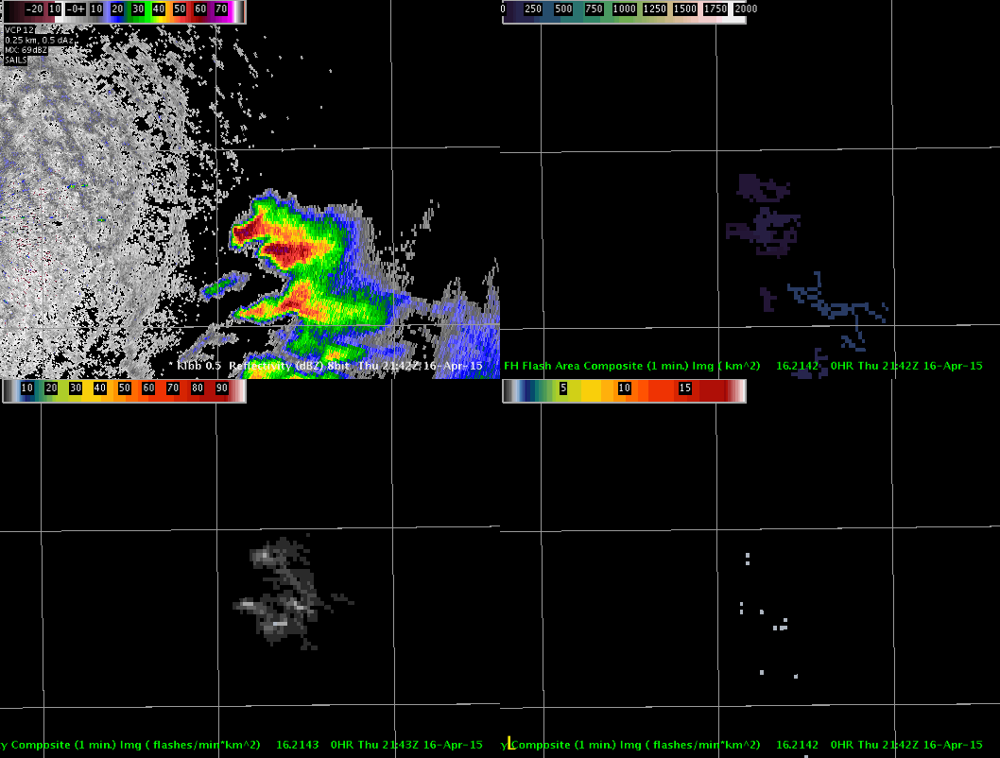 -20 10 -0+ 10 20 30 40 50 60 70
0 250 500 750 1000 1250 1500 1750 2000
VCP 12
0.25 km, 0.5 dAz
MX: 69dBZ
SAILS
* klbb 0.5 Reflectivity (dBZ) 8bit Thu 21:42Z 16-Apr-15
FH Flash Area Composite (1 min.) Img ( km^2) 16.2142 0HR Thu 21:42Z 16-Apr-15
10 20 30 40 50 60 70 80 90
5 10 15
y Composite (1 min.) Img ( flashes/min*km^2) 16.2143 0HR Thu 21:43Z 16-Apr-15
L
y Composite (1 min.) Img ( flashes/min*km^2) 16.2142 0HR Thu 21:42Z 16-Apr-15